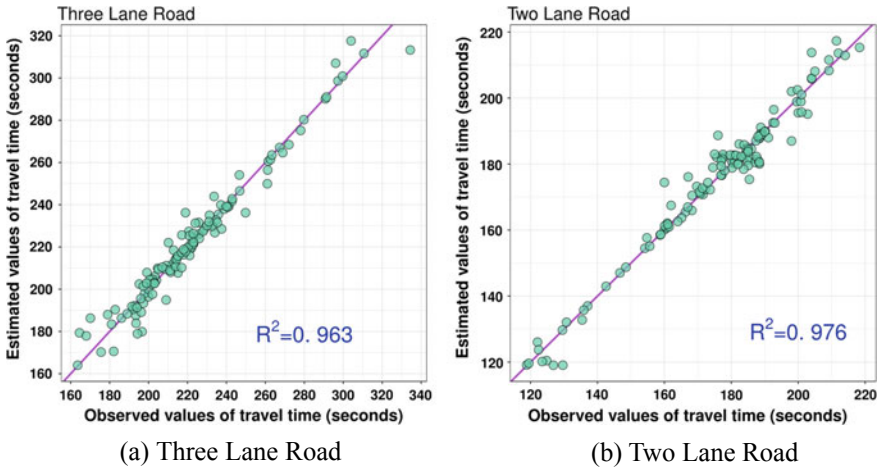 Three Lane Road
320
300
280
260
240
220
200
180
160
160 180 200 220 240 260 280 300 320 340
Estimated values of travel time (seconds)
Observed values of travel time (seconds)
R²=0. 963
(a) Three Lane Road
Two Lane Road
220
200
180
160
140
120
120 140 160 180 200 220
Estimated values of travel time (seconds)
Observed values of travel time (seconds)
R²=0. 976
(b) Two Lane Road